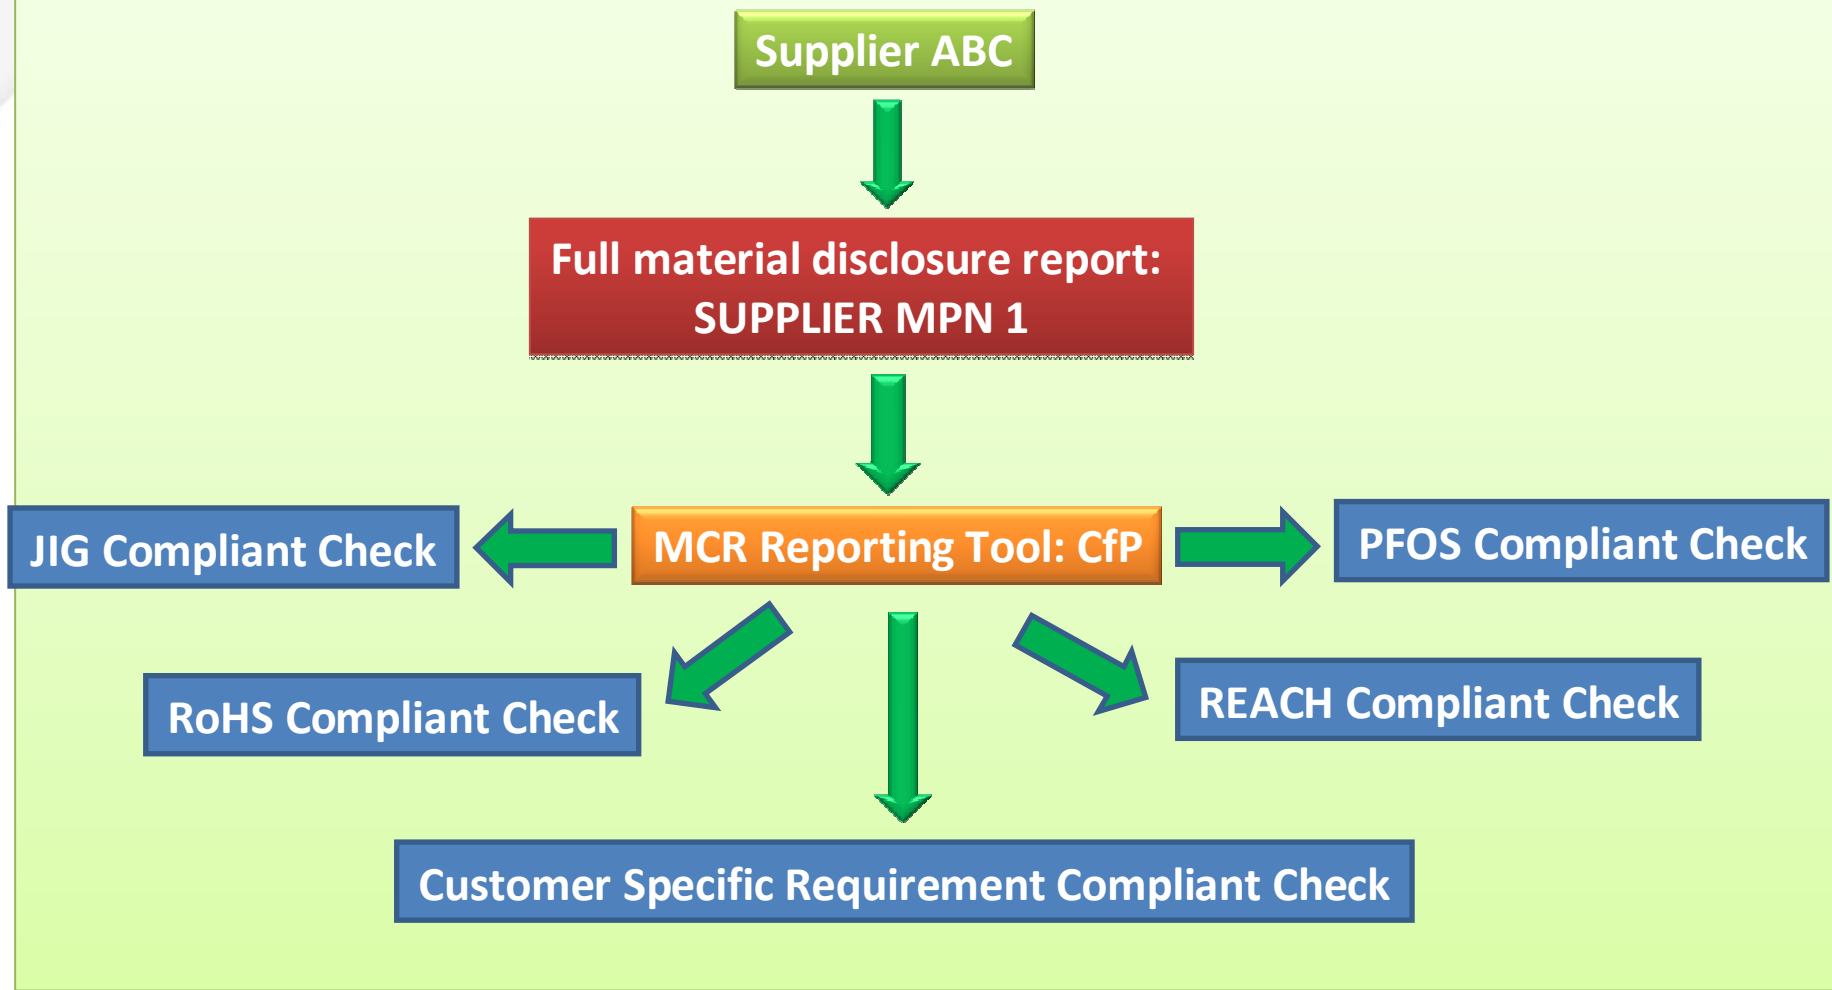 Supplier ABC
Full material disclosure report:
SUPPLIER MPN 1
JIG Compliant Check
MCR Reporting Tool: CfP
PFOS Compliant Check
RoHS Compliant Check
REACH Compliant Check
Customer Specific Requirement Compliant Check